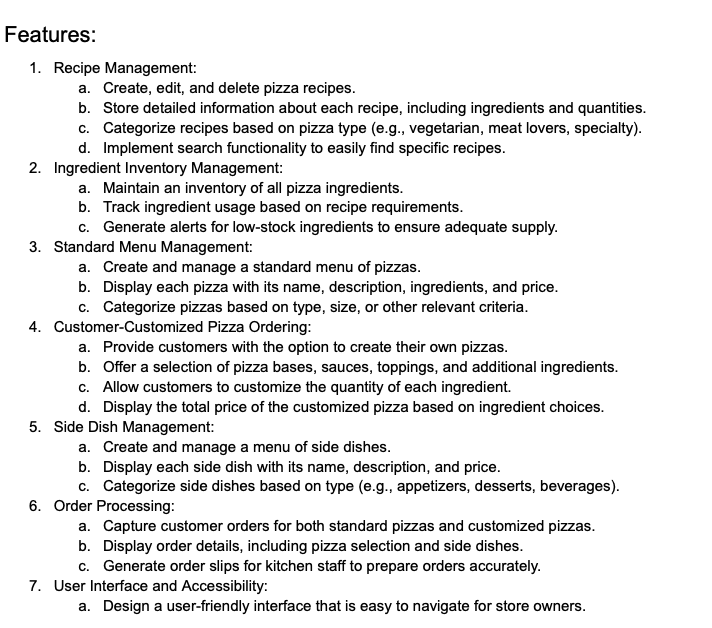 Features:
1. Recipe Management:
a. Create, edit, and delete pizza recipes.
b. Store detailed information about each recipe, including ingredients and quantities.
c. Categorize recipes based on pizza type (e.g., vegetarian, meat lovers, specialty).
d. Implement search functionality to easily find specific recipes.
2. Ingredient Inventory Management:
a. Maintain an inventory of all pizza ingredients.
b. Track ingredient usage based on recipe requirements.
c. Generate alerts for low-stock ingredients to ensure adequate supply.
3. Standard Menu Management:
a. Create and manage a standard menu of pizzas.
b. Display each pizza with its name, description, ingredients, and price.
c. Categorize pizzas based on type, size, or other relevant criteria.
4. Customer-Customized Pizza Ordering:
a. Provide customers with the option to create their own pizzas.
b. Offer a selection of pizza bases, sauces, toppings, and additional ingredients.
c. Allow customers to customize the quantity of each ingredient.
d. Display the total price of the customized pizza based on ingredient choices.
5. Side Dish Management:
a. Create and manage a menu of side dishes.
b. Display each side dish with its name, description, and price.
c. Categorize side dishes based on type (e.g., appetizers, desserts, beverages).
6. Order Processing:
a. Capture customer orders for both standard pizzas and customized pizzas.
b. Display order details, including pizza selection and side dishes.
c. Generate order slips for kitchen staff to prepare orders accurately.
7. User Interface and Accessibility:
a. Design a user-friendly interface that is easy to navigate for store owners.